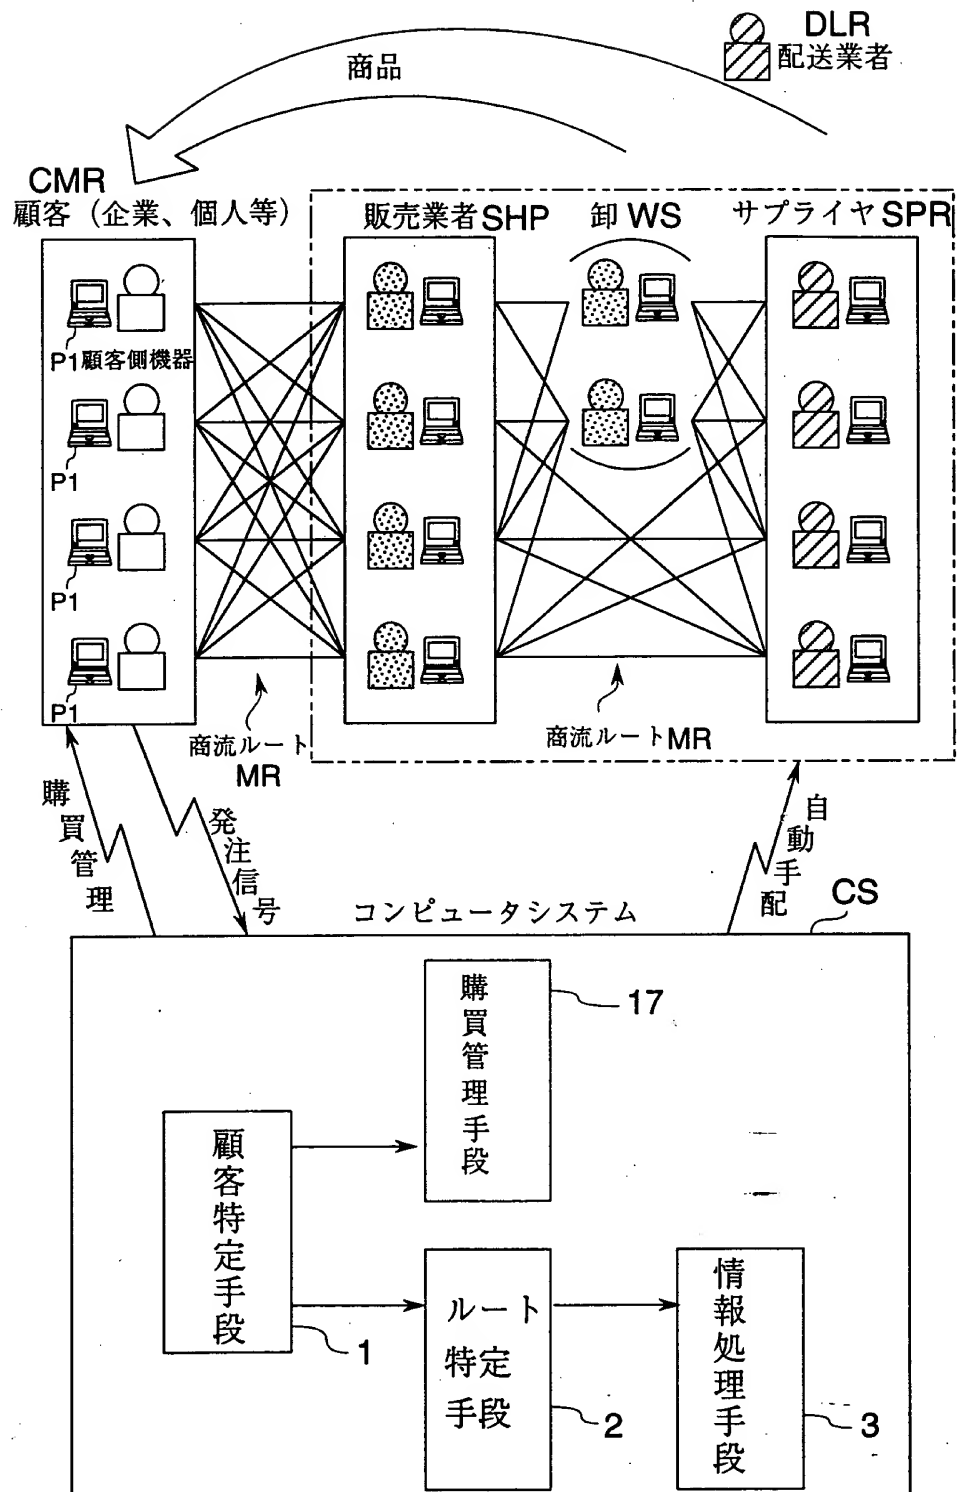 DLR
配送業者
商品
CMR
顧客（企業、個人等）
販売業者SHP
卸WS
サプライヤSPR
P1顧客側機器
P1
P1
P1
商流ルート
MR
商流ルートMR
購買管理
発注信号
自動手配
コンピュータシステム
CS
購買管理手段
17
顧客特定手段
1
ルート
特定
手段
2
情報処理手段
3